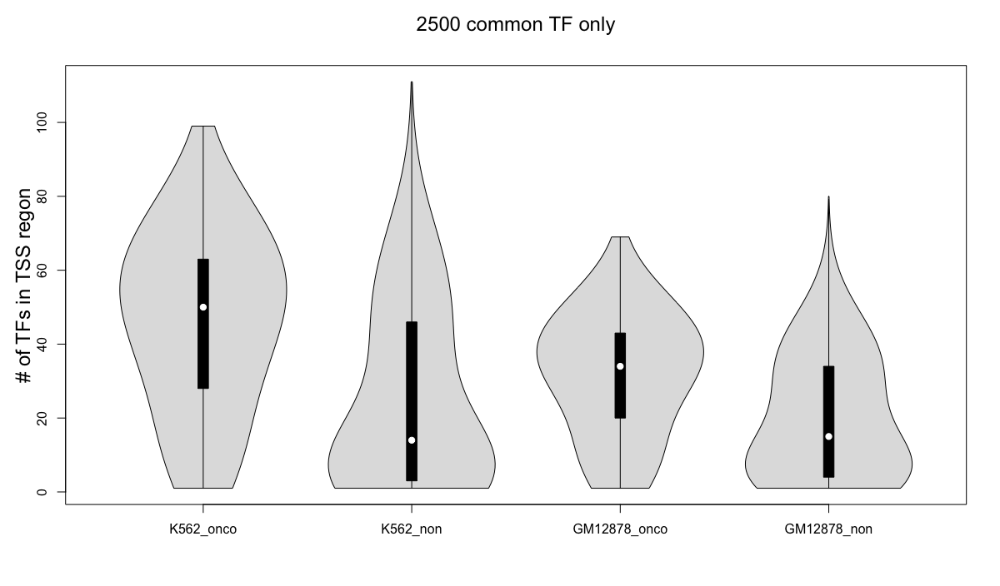 2500 common TF only
# of TFs in TSS regon
100
80
60
40
20
0
K562_onco
K562_non
GM12878_onco
GM12878_non